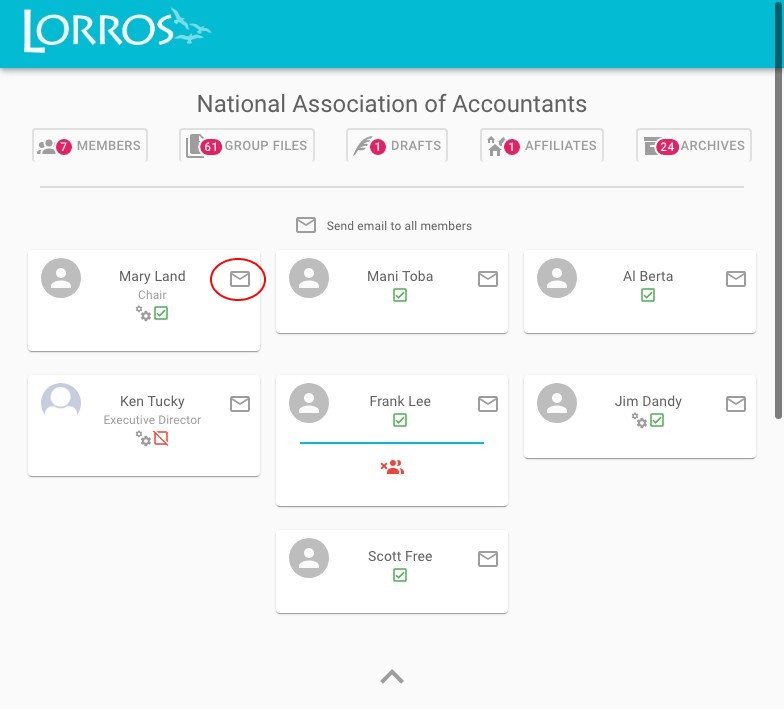 LORROS
National Association of Accountants
7 MEMBERS
61 GROUP FILES
1 DRAFTS
1 AFFILIATES
24 ARCHIVES
Send email to all members
Mary Land
Chair
Mani Toba
Al Berta
Ken Tucky
Executive Director
Frank Lee
Jim Dandy
Scott Free